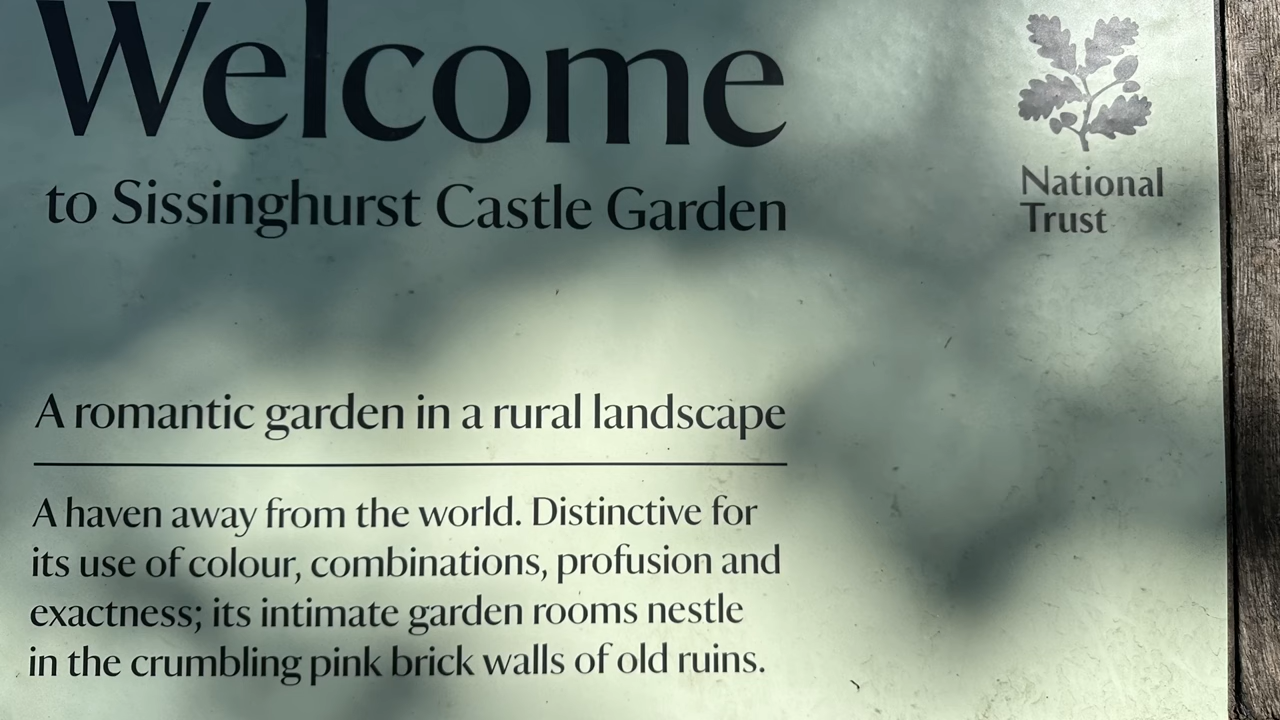 Welcome
to Sissinghurst Castle Garden
National
Trust
A romantic garden in a rural landscape
A haven away from the world. Distinctive for
its use of colour, combinations, profusion and
exactness; its intimate garden rooms nestle
in the crumbling pink brick walls of old ruins.